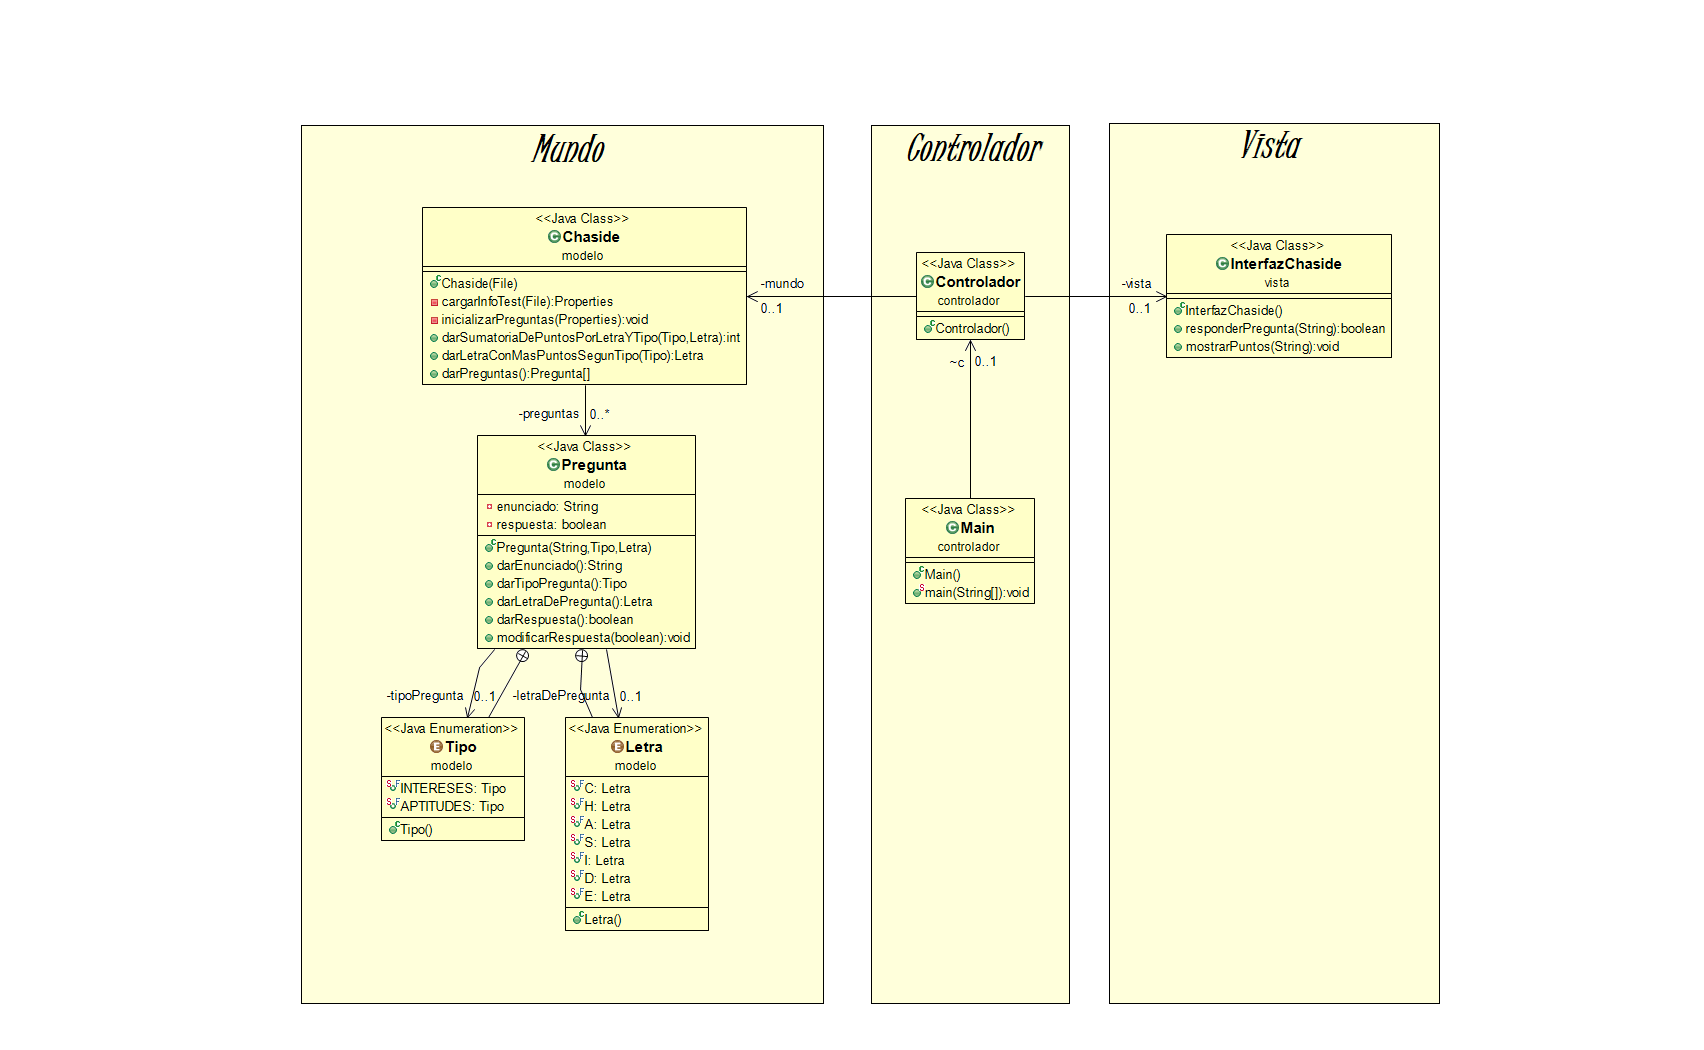 Mundo
<<Java Class>>
Chaside
modelo
Chaside(File)
cargarInfoTest(File):Properties
inicializarPreguntas(Properties):void
darSumatoriaDePuntosPorLetraYTipo(Tipo,Letra):int
darLetraConMasPuntosSegunTipo(Tipo):Letra
darPreguntas():Pregunta[]
-preguntas 0..*
<<Java Class>>
Pregunta
modelo
enunciado: String
respuesta: boolean
Pregunta(String,Tipo,Letra)
darEnunciado():String
darTipoPregunta():Tipo
darLetraDePregunta():Letra
darRespuesta():boolean
modificarRespuesta(boolean):void
-tipoPregunta 0..1
-letraDePregunta 0..1
<<Java Enumeration>>
Tipo
modelo
INTERESES: Tipo
APTITUDES: Tipo
Tipo()
<<Java Enumeration>>
Letra
modelo
C: Letra
H: Letra
A: Letra
S: Letra
I: Letra
D: Letra
E: Letra
Letra()
Controlador
-mundo
0..1
<<Java Class>>
Controlador
controlador
Controlador()
~c 0..1
<<Java Class>>
Main
controlador
Main()
main(String[]):void
Vista
-vista
0..1
<<Java Class>>
InterfazChaside
vista
InterfazChaside()
responderPregunta(String):boolean
mostrarPuntos(String):void